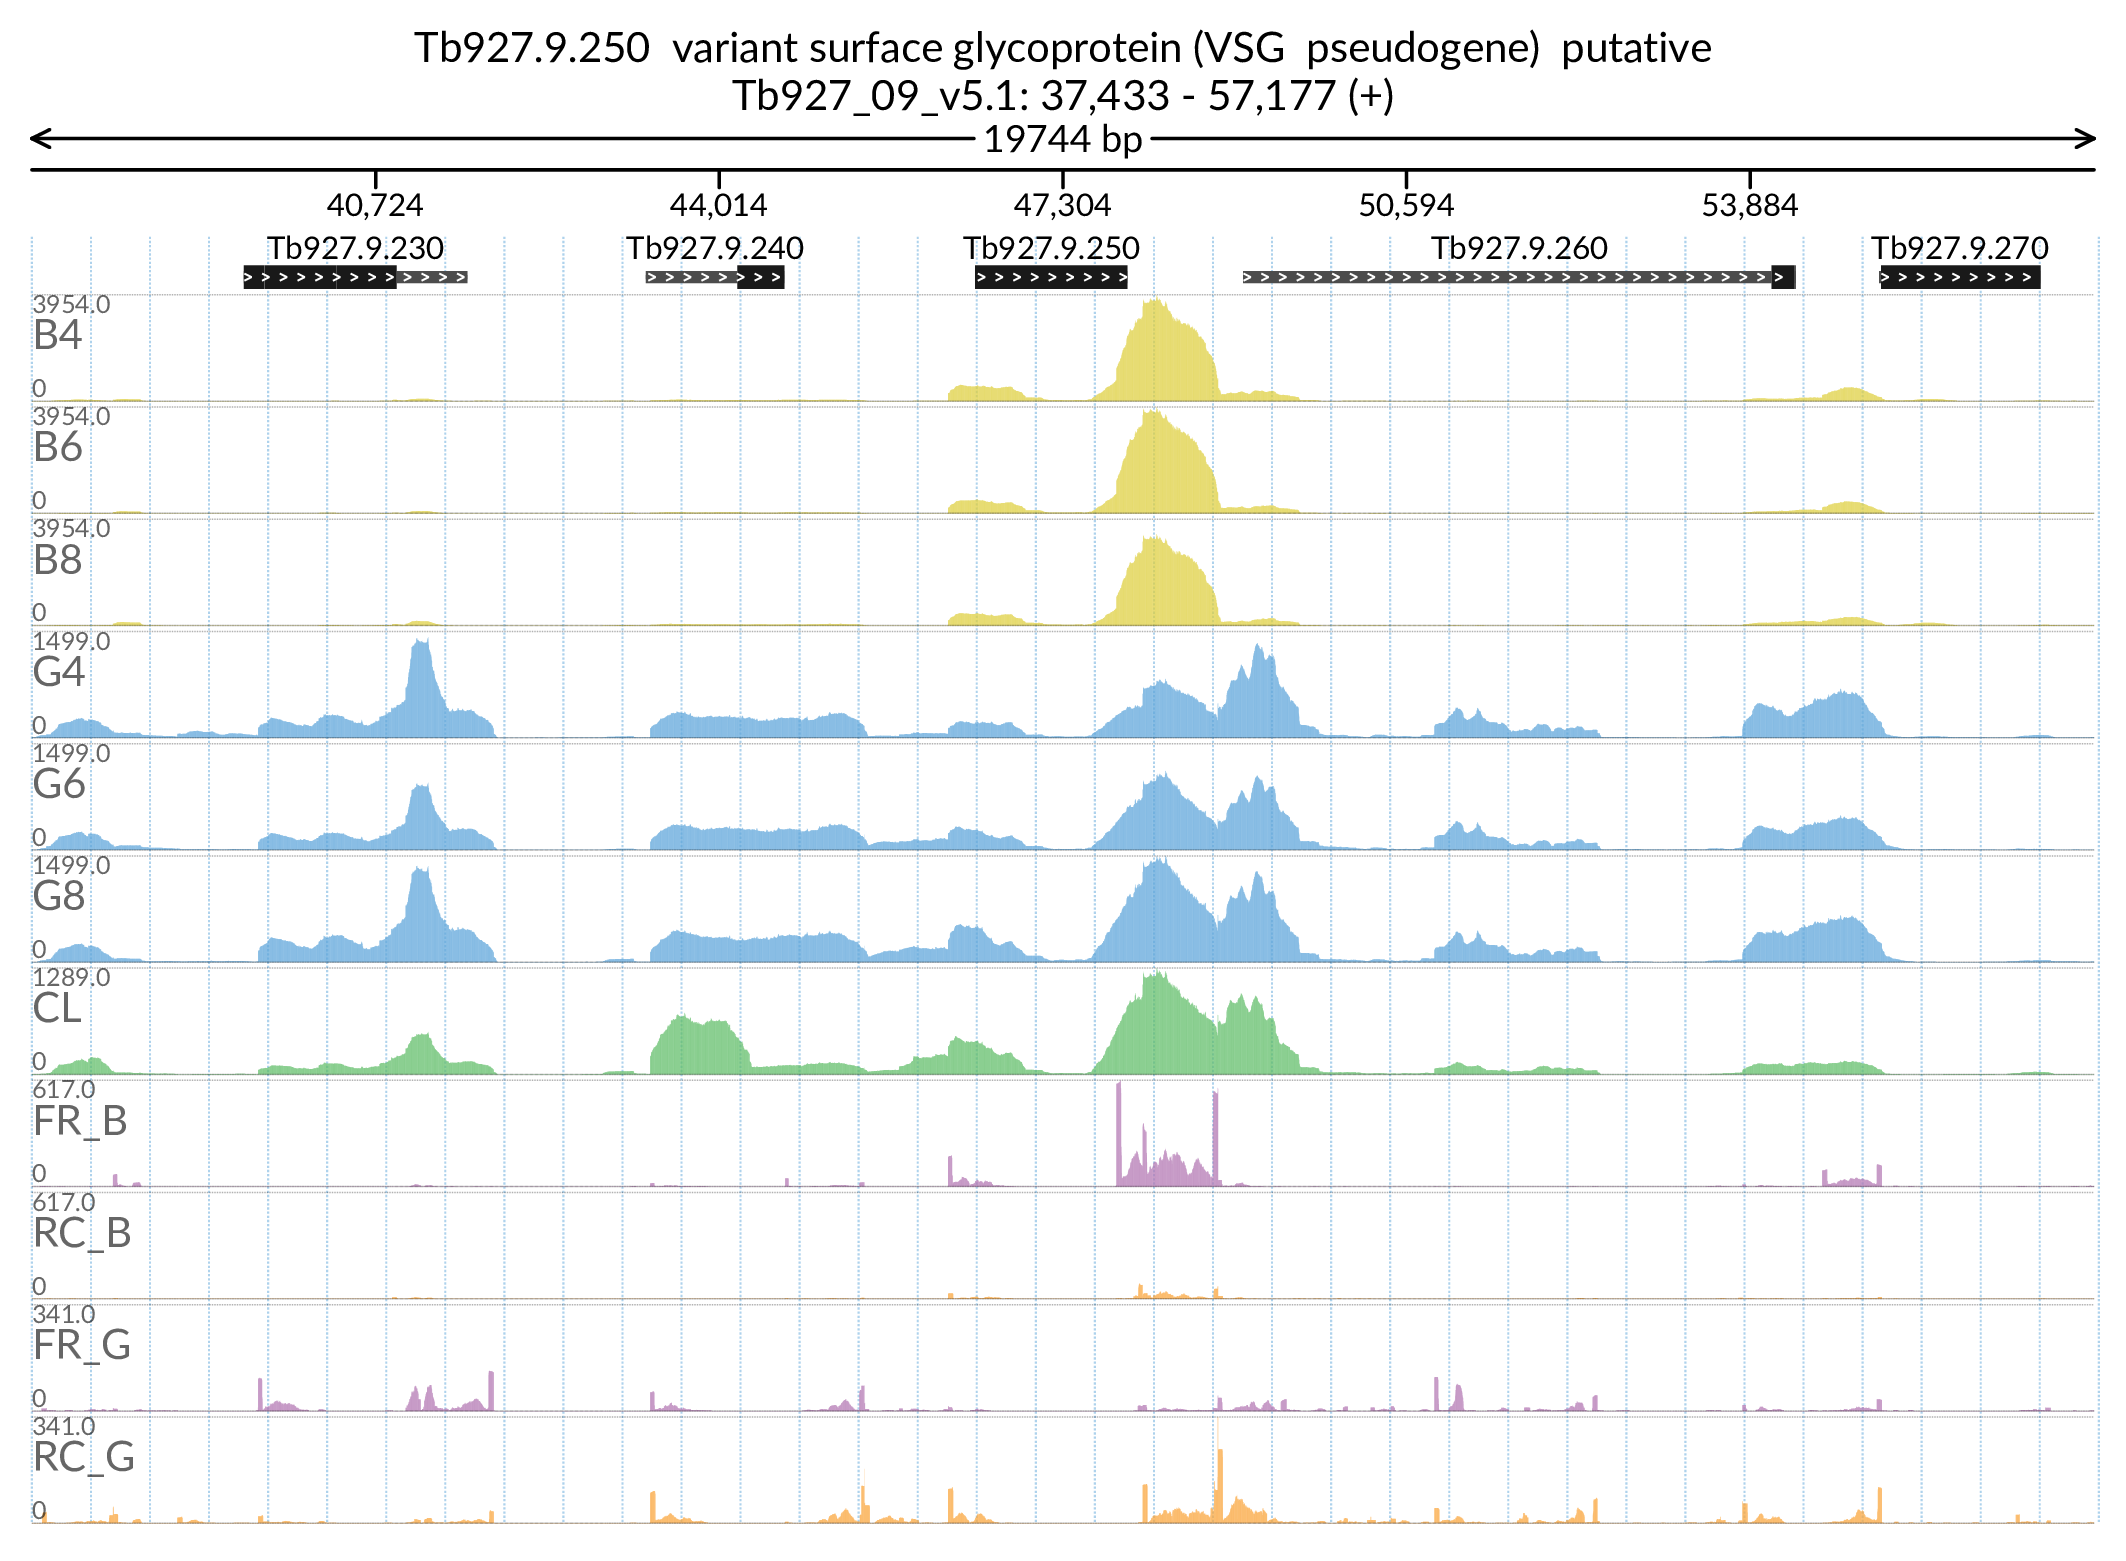 Tb927.9.250 variant surface glycoprotein (VSG pseudogene) putative
Tb927_09_v5.1: 37,433 - 57,177 (+)
19744 bp
40,724 44,014 47,304 50,594 53,884
Tb927.9.230 Tb927.9.240 Tb927.9.250 Tb927.9.260 Tb927.9.270
3954.0
B4
0
3954.0
B6
0
3954.0
B8
0
1499.0
G4
0
1499.0
G6
0
1499.0
G8
0
1289.0
CL
0
617.0
FR_B
0
617.0
RC_B
0
341.0
FR_G
0
341.0
RC_G
0